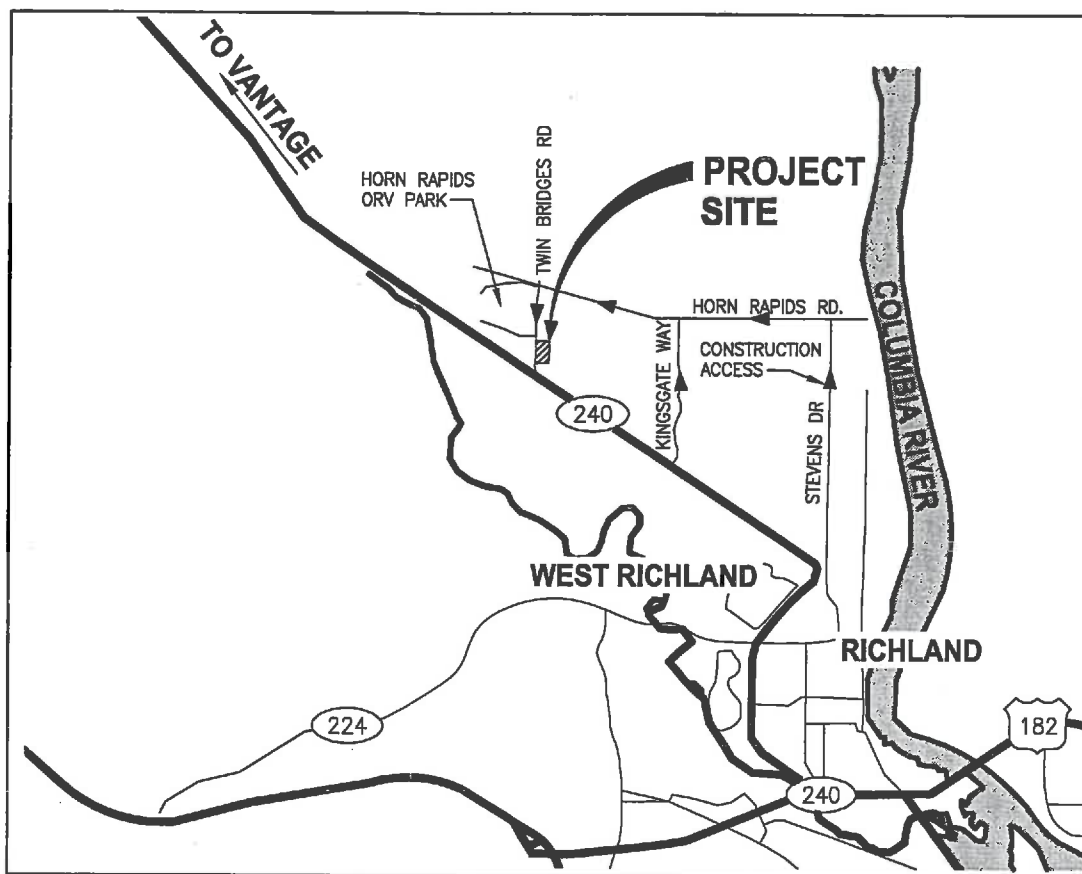 TO VANTAGE
HORN RAPIDS
ORV PARK
TWIN BRIDGES RD
PROJECT
SITE
HORN RAPIDS RD.
KINGSGATE WAY
CONSTRUCTION
ACCESS
STEVENS DR
COLUMBIA RIVER
240
WEST RICHLAND
RICHLAND
224
182
240